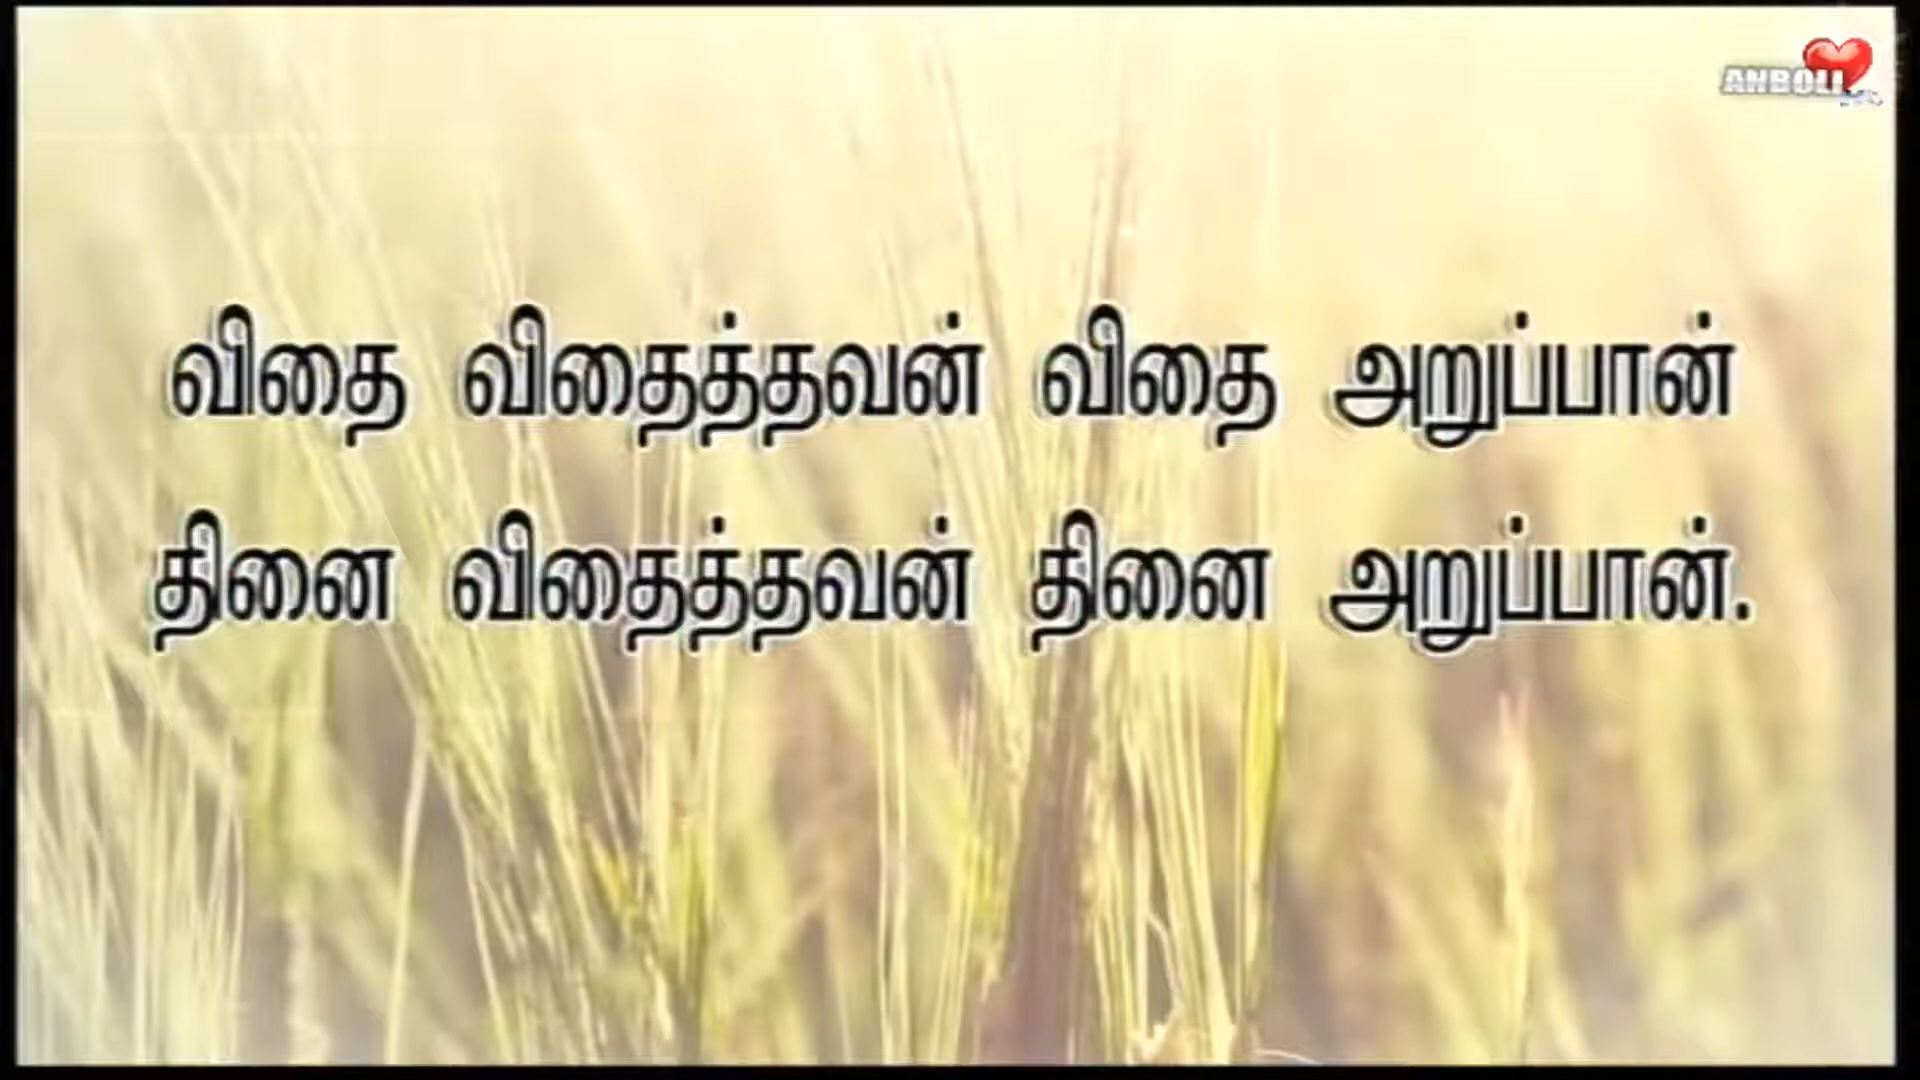 ANBOLI
விதை விதைத்தவன் விதை அறுப்பான்
தினை விதைத்தவன் தினை அறுப்பான்.